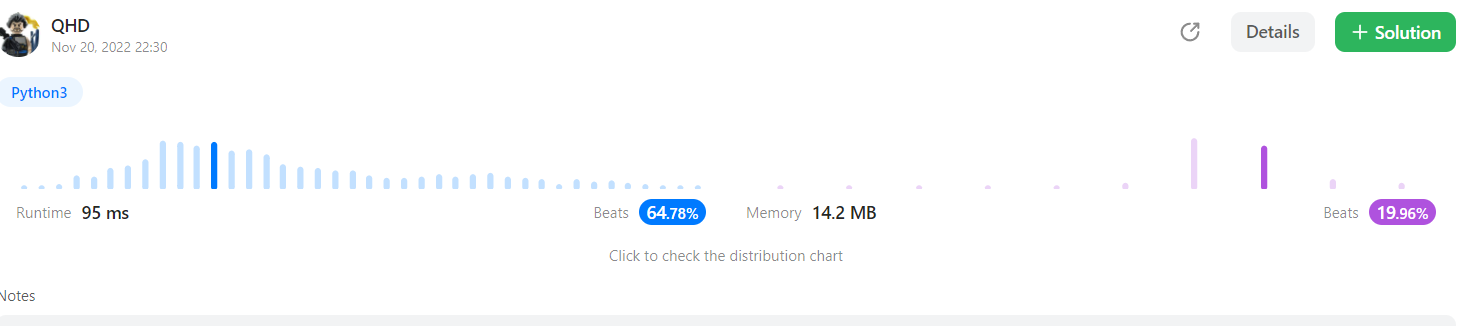 QHD
Nov 20, 2022 22:30
Details
+ Solution
Python3
Runtime 95 ms Beats 64.78% Memory 14.2 MB Beats 19.96%
Click to check the distribution chart
Notes